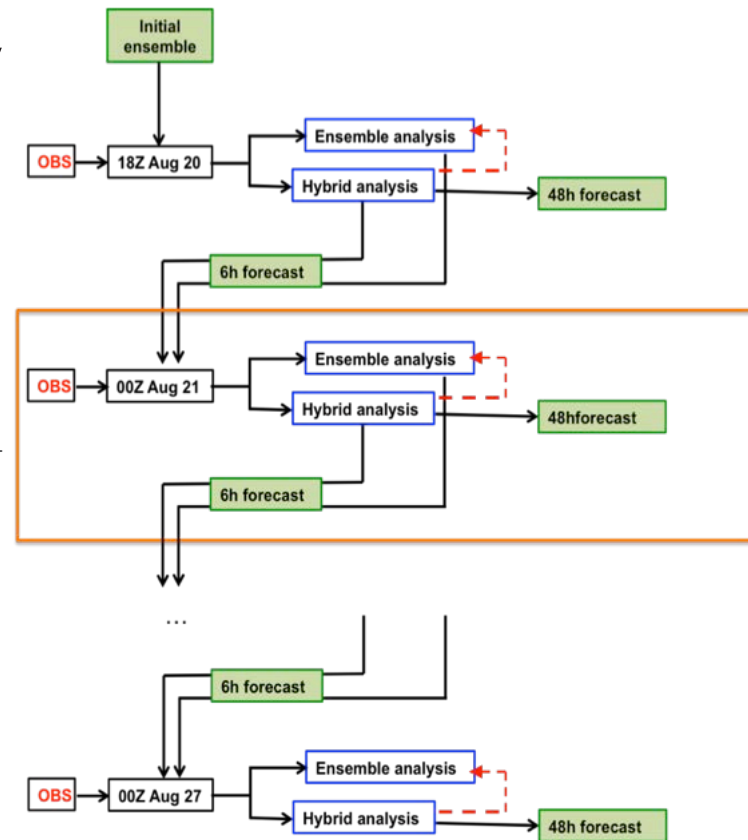 Initial
ensemble
Ensemble analysis
OBS
18Z Aug 20
Hybrid analysis
48h forecast
6h forecast
Ensemble analysis
OBS
00Z Aug 21
Hybrid analysis
48hforecast
6h forecast
...
6h forecast
Ensemble analysis
OBS
00Z Aug 27
Hybrid analysis
48h forecast